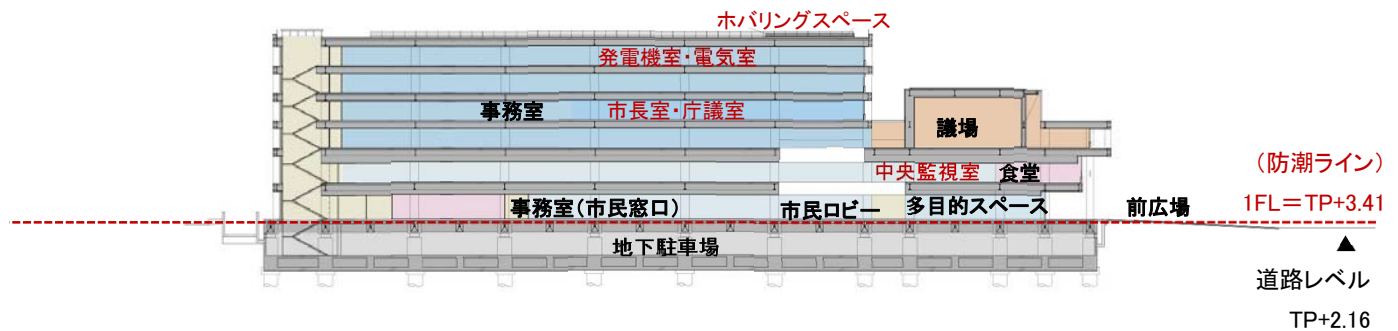 ホバリングスペース
発電機室・電気室
事務室
市長室・庁議室
議場
中央監視室
食堂
(防潮ライン)
事務室(市民窓口)
市民ロビー
多目的スペース
前広場
1FL=TP+3.41
地下駐車場
▲
道路レベル
TP+2.16